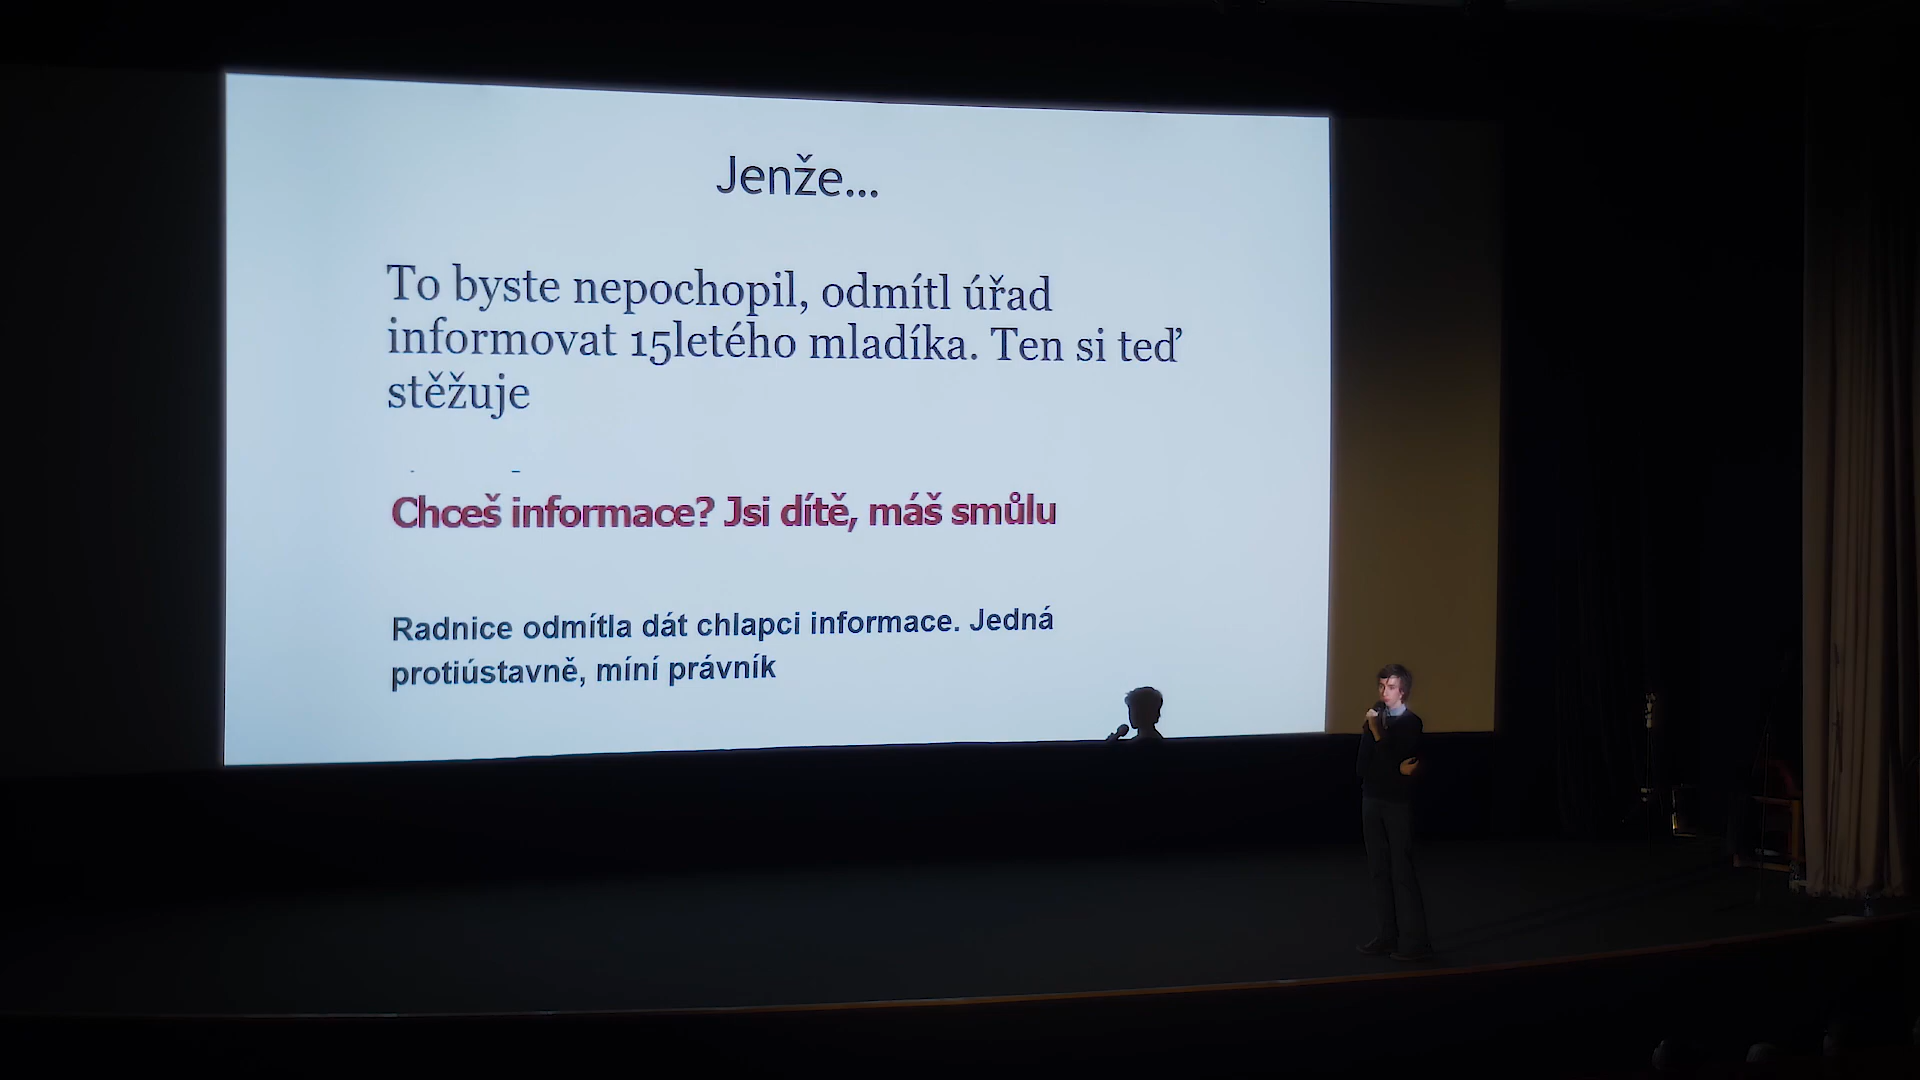 Jenže...
To byste nepochopil, odmítl úřad
informovat 15letého mladíka. Ten si teď
stěžuje
Chceš informace? Jsi dítě, máš smůlu
Radnice odmítla dát chlapci informace. Jedná
protiústavně, míní právník